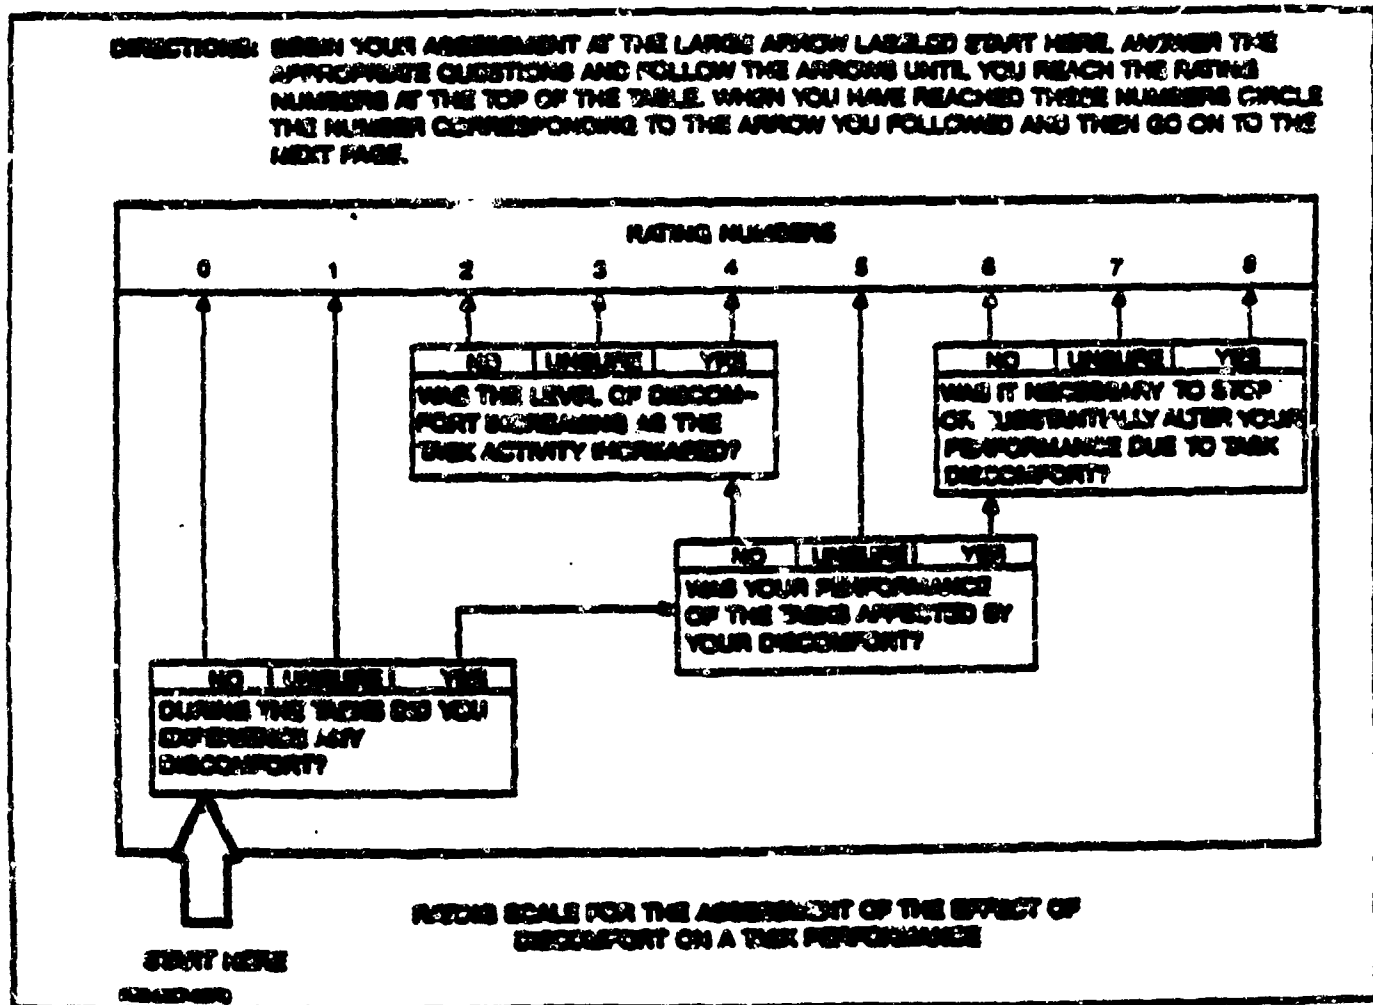 DIRECTIONS: BEGIN YOUR ASSESSMENT AT THE LARGE ARROW LABELED START HERE. ANSWER THE
APPROPRIATE QUESTIONS AND FOLLOW THE ARROWS UNTIL YOU REACH THE RATING
NUMBERS AT THE TOP OF THE TABLE. WHEN YOU HAVE REACHED THESE NUMBERS CIRCLE
THE NUMBER CORRESPONDING TO THE ARROW YOU FOLLOWED AND THEN GO ON TO THE
NEXT PAGE.
RATING NUMBERS
0 1 2 3 4 5 6 7 8
NO UNSURE YES
WAS THE LEVEL OF DISCOM-
FORT INCREASING AS THE
TASK ACTIVITY INCREASED?
NO UNSURE YES
WAS IT NECESSARY TO STOP
OR SUBSTANTIALLY ALTER YOUR
PERFORMANCE DUE TO TASK
DISCOMFORT?
NO UNSURE YES
WAS YOUR PERFORMANCE
OF THE TASKS AFFECTED BY
YOUR DISCOMFORT?
NO UNSURE YES
DURING THE TASKS DID YOU
EXPERIENCE ANY
DISCOMFORT?
START HERE
RATING SCALE FOR THE ASSESSMENT OF THE EFFECT OF
DISCOMFORT ON A TASK PERFORMANCE